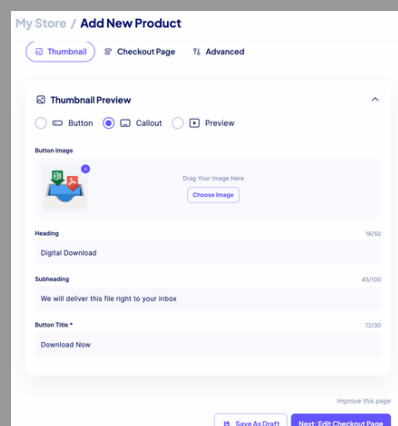 My Store / Add New Product
Thumbnail Checkout Page Advanced
Thumbnail Preview
Button Callout Preview
Button Image
Drag Your Image Here
Choose Image
Heading 16/50
Digital Download
Subheading 45/100
We will deliver this file right to your inbox
Button Title * 12/30
Download Now
Improve this page
Save As Draft Next: Edit Checkout Page